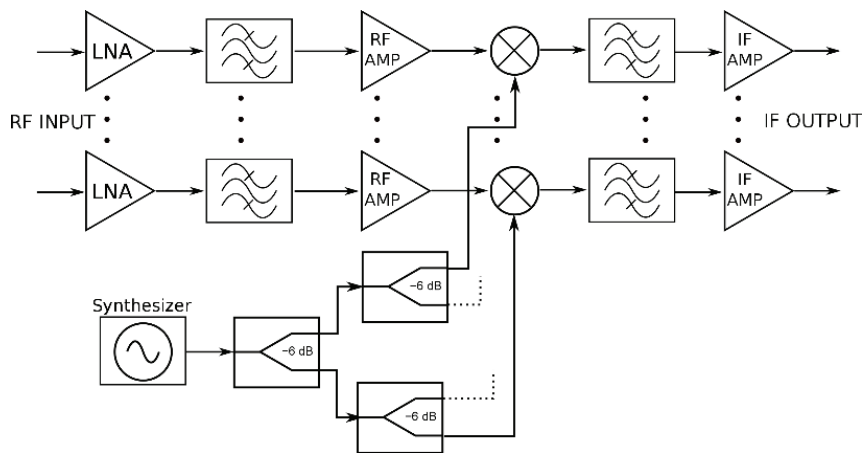 LNA
RF
AMP
IF
AMP
RF INPUT
IF OUTPUT
LNA
RF
AMP
IF
AMP
−6 dB
Synthesizer
−6 dB
−6 dB